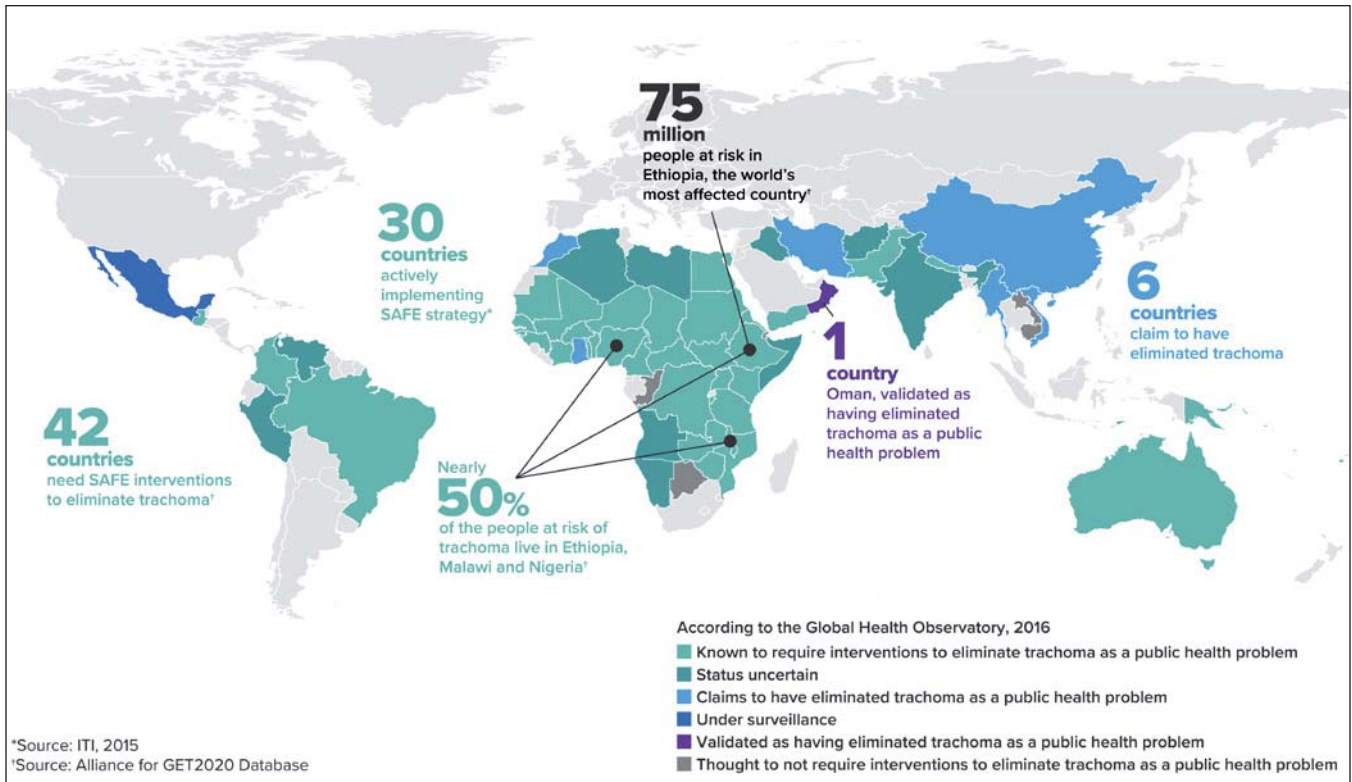 75
million
people at risk in
Ethiopia, the world's
most affected country†
30
countries
actively
implementing
SAFE strategy*
6
countries
claim to have
eliminated trachoma
1
country
Oman, validated as
having eliminated
trachoma as a public
health problem
42
countries
need SAFE interventions
to eliminate trachoma†
Nearly
50%
of the people at risk of
trachoma live in Ethiopia,
Malawi and Nigeria†
According to the Global Health Observatory, 2016
Known to require interventions to eliminate trachoma as a public health problem
Status uncertain
Claims to have eliminated trachoma as a public health problem
Under surveillance
Validated as having eliminated trachoma as a public health problem
Thought to not require interventions to eliminate trachoma as a public health problem
*Source: ITI, 2015
†Source: Alliance for GET2020 Database